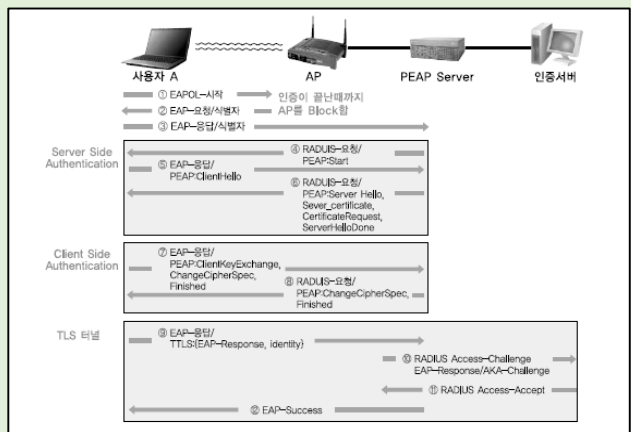 사용자 A
AP
PEAP Server
인증서버
① EAPOL-시작
인증이 끝난때까지
AP를 Block함
② EAP-요청/식별자
③ EAP-응답/식별자
Server Side
Authentication
④ RADUIS-요청/
PEAP:Start
⑤ EAP-응답/
PEAP:ClientHello
⑥ RADUIS-요청/
PEAP:Server Hello,
Sever_certificate,
CertificateRequest,
ServerHelloDone
Client Side
Authentication
⑦ EAP-응답/
PEAP:ClientKeyExchange,
ChangeCipherSpec,
Finished
⑧ RADUIS-요청/
PEAP:ChangeCipherSpec,
Finished
TLS 터널
⑨ EAP-응답/
TTLS:{EAP-Response, identity}
⑩ RADIUS Access-Challenge
EAP-Response/AKA-Challenge
⑪ RADIUS Access-Accept
⑫ EAP-Success